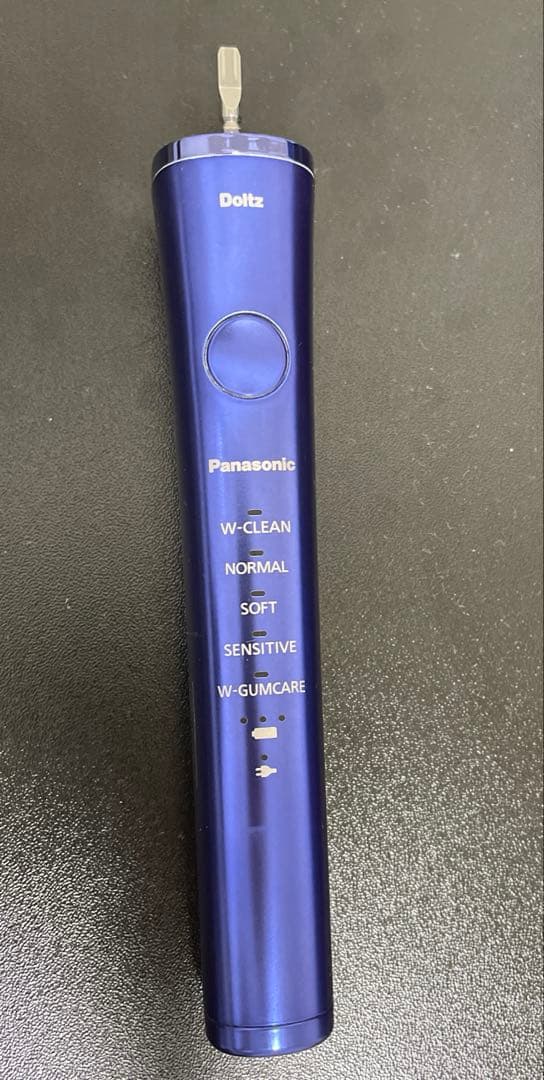 Doltz
Panasonic
W-CLEAN
NORMAL
SOFT
SENSITIVE
W-GUMCARE